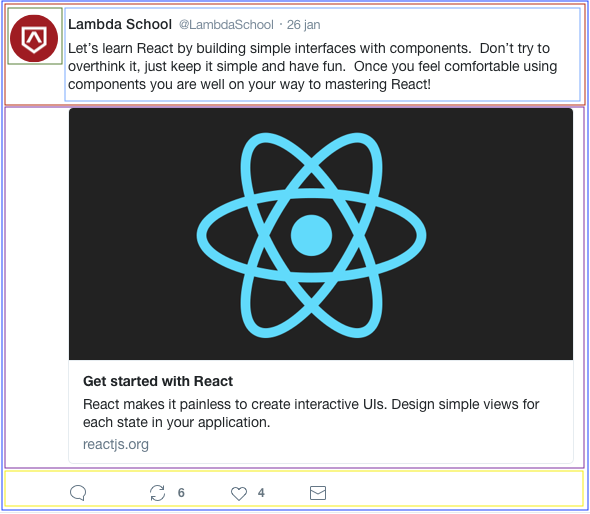 Lambda School @LambdaSchool · 26 jan
Let’s learn React by building simple interfaces with components.  Don’t try to
overthink it, just keep it simple and have fun.  Once you feel comfortable using
components you are well on your way to mastering React!
Get started with React
React makes it painless to create interactive UIs. Design simple views for
each state in your application.
reactjs.org
6 4